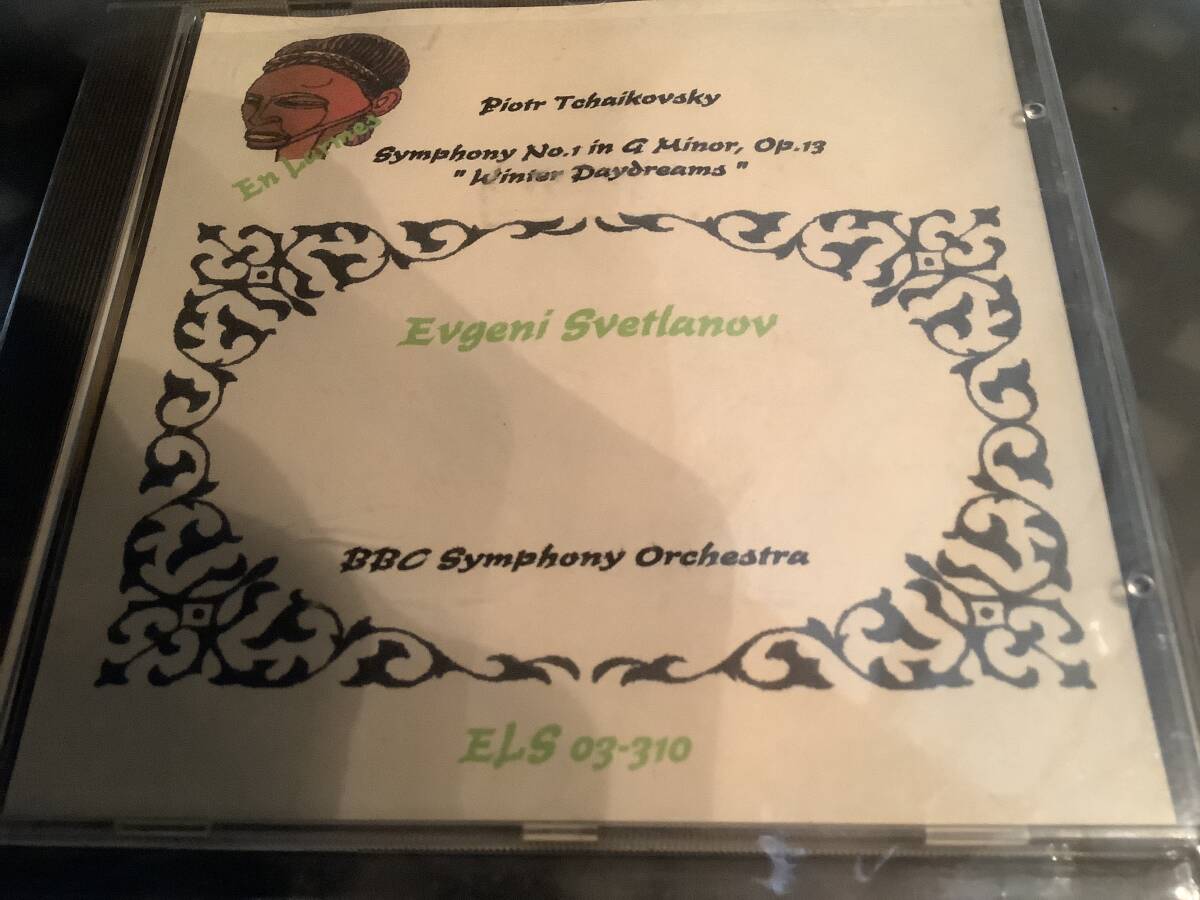 Piotr Tchaikovsky
En Larmes
Symphony No.1 in G Minor, Op.13
" Winter Daydreams "
Evgeni Svetlanov
BBC Symphony Orchestra
ELS 03-310